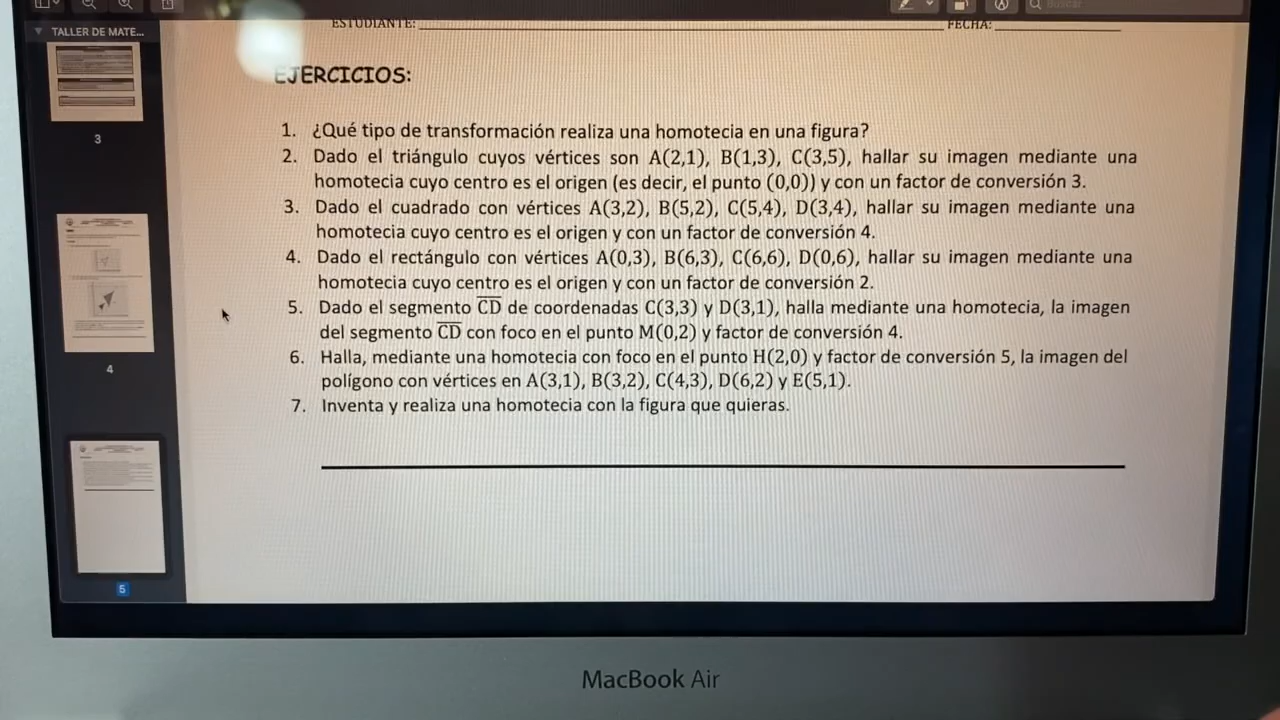 TALLER DE MATE...
Buscar
ESTUDIANTE: FECHA:
EJERCICIOS:
1. ¿Qué tipo de transformación realiza una homotecia en una figura?
2. Dado el triángulo cuyos vértices son A(2,1), B(1,3), C(3,5), hallar su imagen mediante una
homotecia cuyo centro es el origen (es decir, el punto (0,0)) y con un factor de conversión 3.
3. Dado el cuadrado con vértices A(3,2), B(5,2), C(5,4), D(3,4), hallar su imagen mediante una
homotecia cuyo centro es el origen y con un factor de conversión 4.
4. Dado el rectángulo con vértices A(0,3), B(6,3), C(6,6), D(0,6), hallar su imagen mediante una
homotecia cuyo centro es el origen y con un factor de conversión 2.
5. Dado el segmento C̅D̅ de coordenadas C(3,3) y D(3,1), halla mediante una homotecia, la imagen
del segmento C̅D̅ con foco en el punto M(0,2) y factor de conversión 4.
6. Halla, mediante una homotecia con foco en el punto H(2,0) y factor de conversión 5, la imagen del
polígono con vértices en A(3,1), B(3,2), C(4,3), D(6,2) y E(5,1).
7. Inventa y realiza una homotecia con la figura que quieras.
3
4
5
MacBook Air